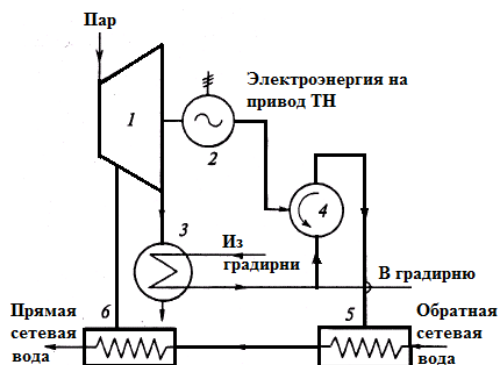 Пар
Электроэнергия на
привод ТН
1
2
3
Из
градирни
4
В градирню
Прямая
сетевая
вода
6
5
Обратная
сетевая
вода